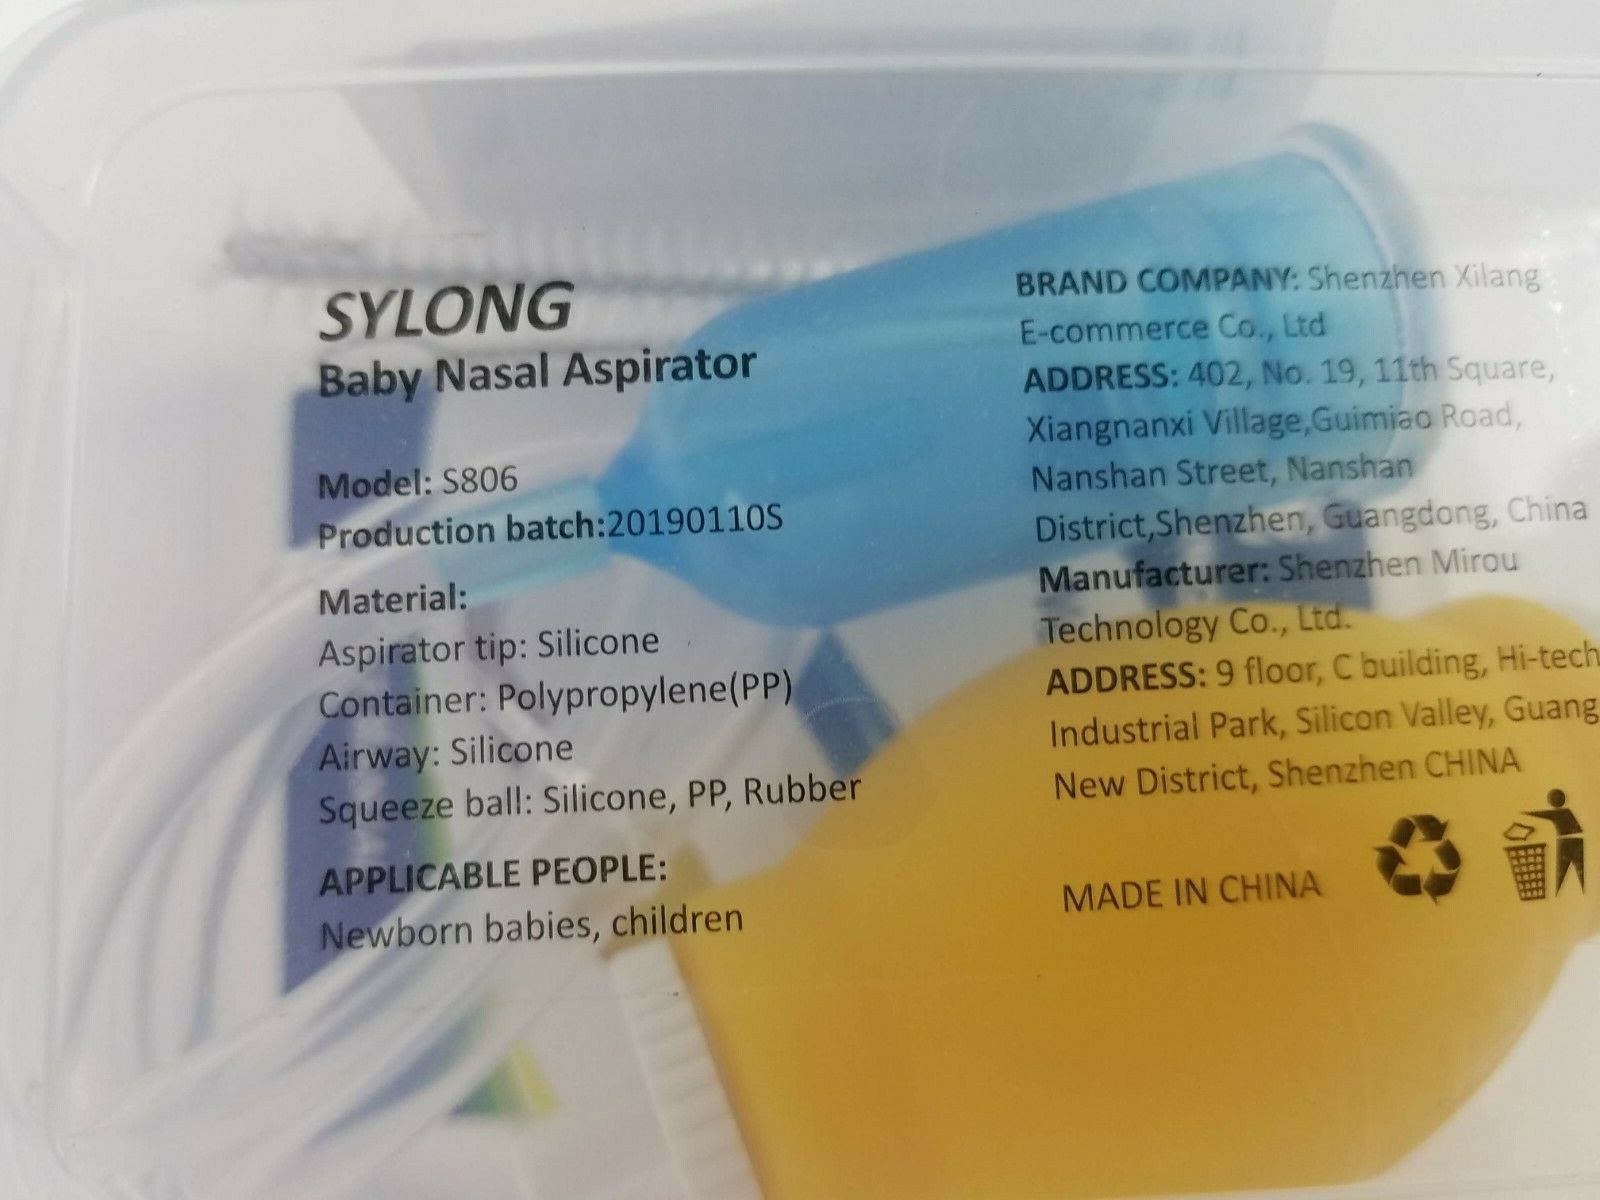 SYLONG
Baby Nasal Aspirator
Model: S806
Production batch:20190110S
Material:
Aspirator tip: Silicone
Container: Polypropylene(PP)
Airway: Silicone
Squeeze ball: Silicone, PP, Rubber
APPLICABLE PEOPLE:
Newborn babies, children
BRAND COMPANY: Shenzhen Xilang
E-commerce Co., Ltd
ADDRESS: 402, No. 19, 11th Square,
Xiangnanxi Village,Guimiao Road,
Nanshan Street, Nanshan
District,Shenzhen, Guangdong, China
Manufacturer: Shenzhen Mirou
Technology Co., Ltd.
ADDRESS: 9 floor, C building, Hi-tech
Industrial Park, Silicon Valley, Guang
New District, Shenzhen CHINA
MADE IN CHINA